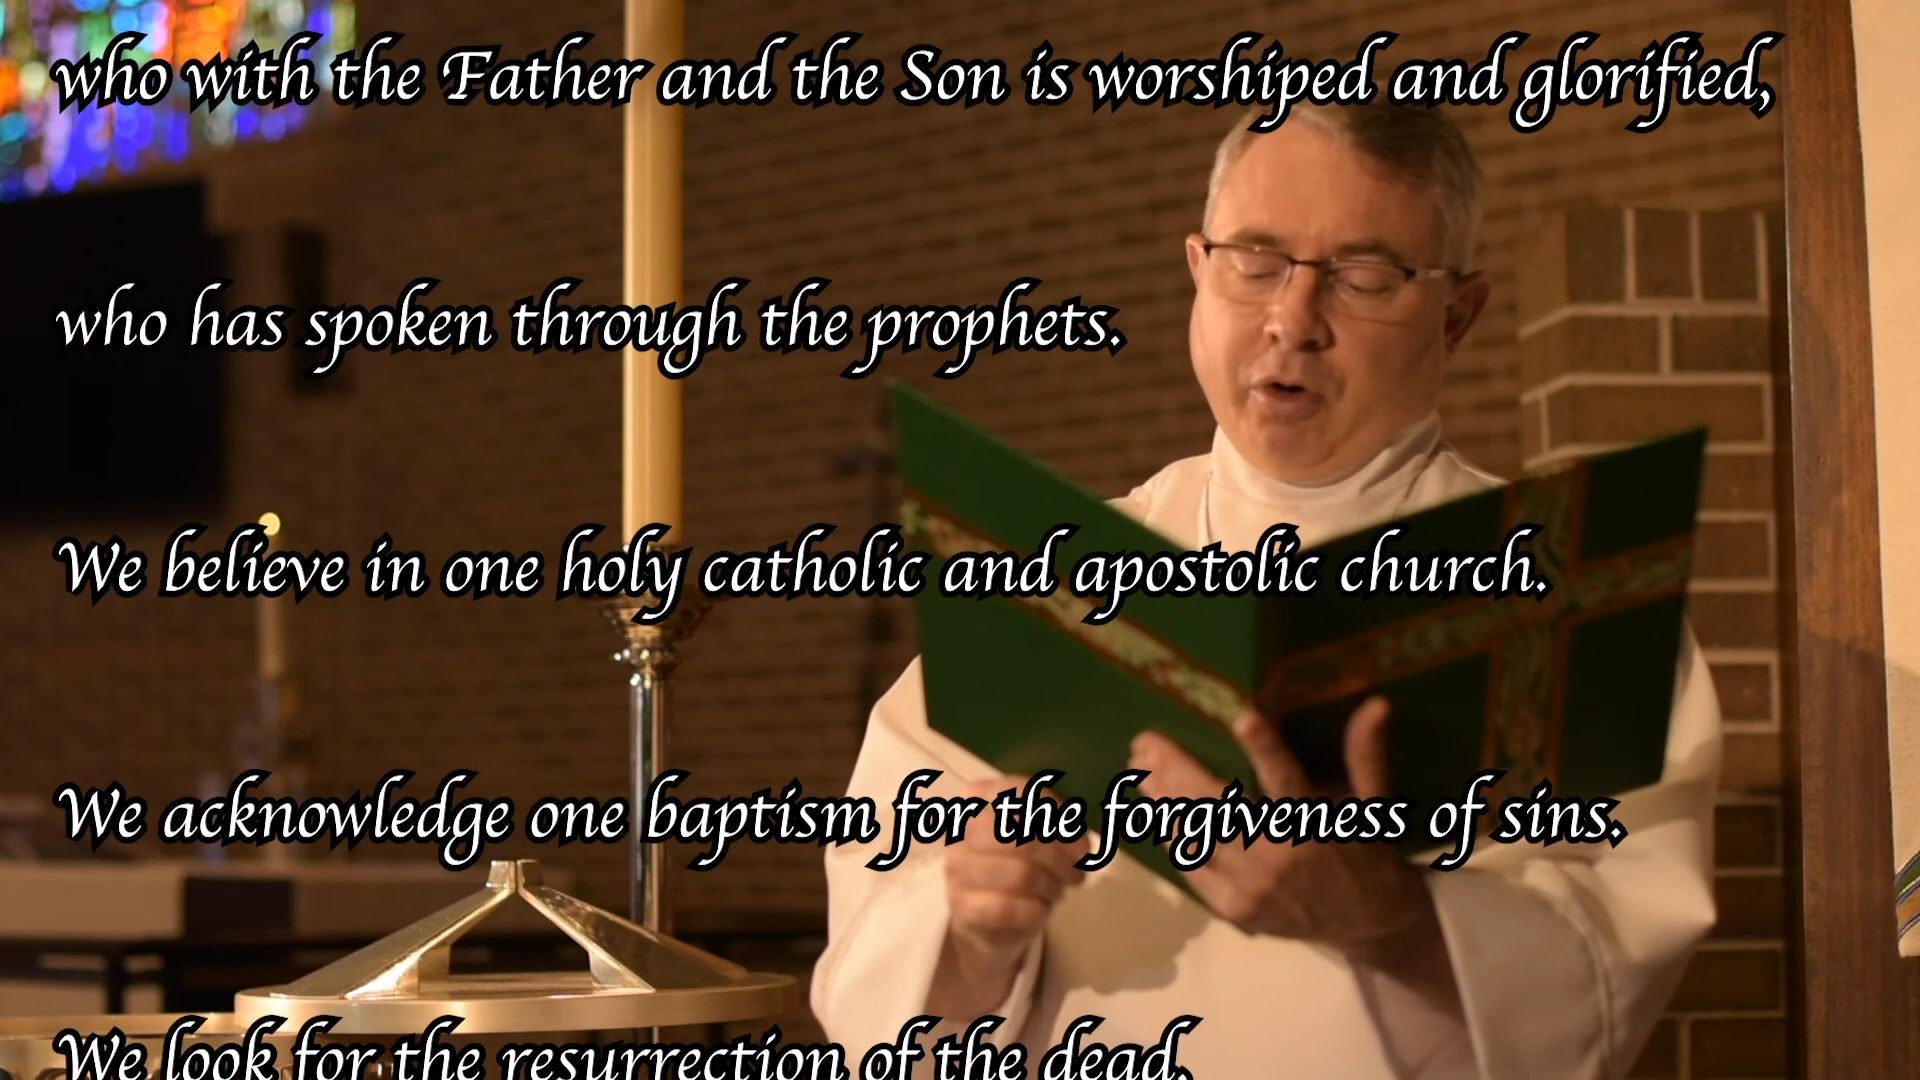 who with the Father and the Son is worshiped and glorified,
who has spoken through the prophets.
We believe in one holy catholic and apostolic church.
We acknowledge one baptism for the forgiveness of sins.
We look for the resurrection of the dead,